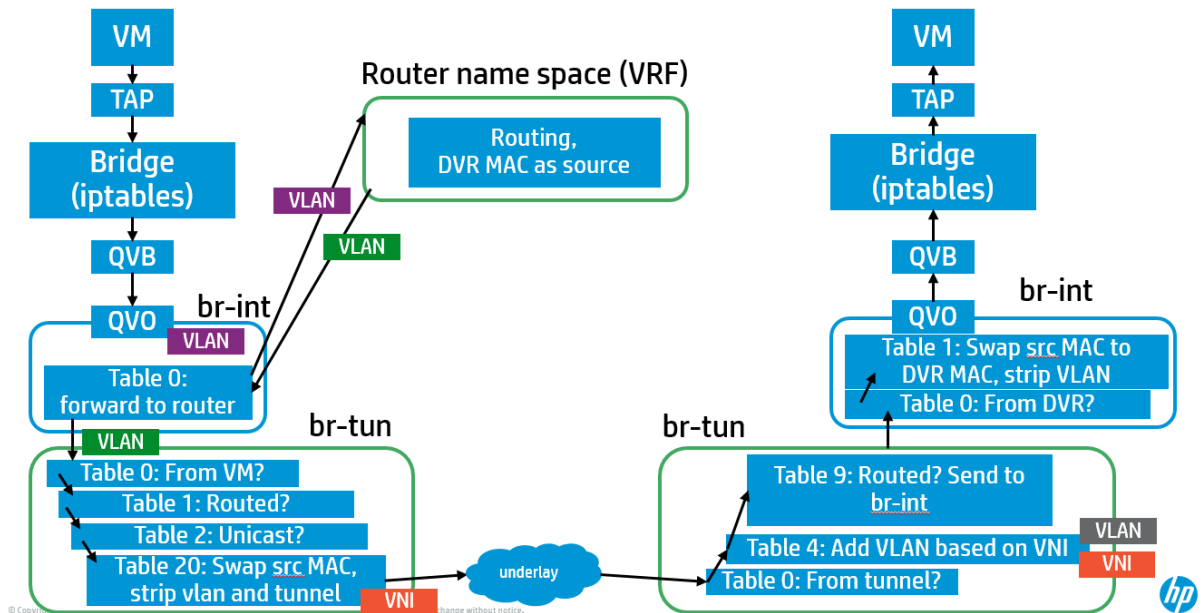 VM
TAP
Bridge
(iptables)
QVB
QVO
br-int
VLAN
Table 0:
forward to router
Router name space (VRF)
Routing,
DVR MAC as source
VLAN
VLAN
VLAN
br-tun
Table 0: From VM?
Table 1: Routed?
Table 2: Unicast?
Table 20: Swap src MAC,
strip vlan and tunnel
VNI
underlay
VM
TAP
Bridge
(iptables)
QVB
QVO
br-int
Table 1: Swap src MAC to
DVR MAC, strip VLAN
Table 0: From DVR?
br-tun
Table 9: Routed? Send to
br-int
VLAN
Table 4: Add VLAN based on VNI
VNI
Table 0: From tunnel?
change without notice.
hp